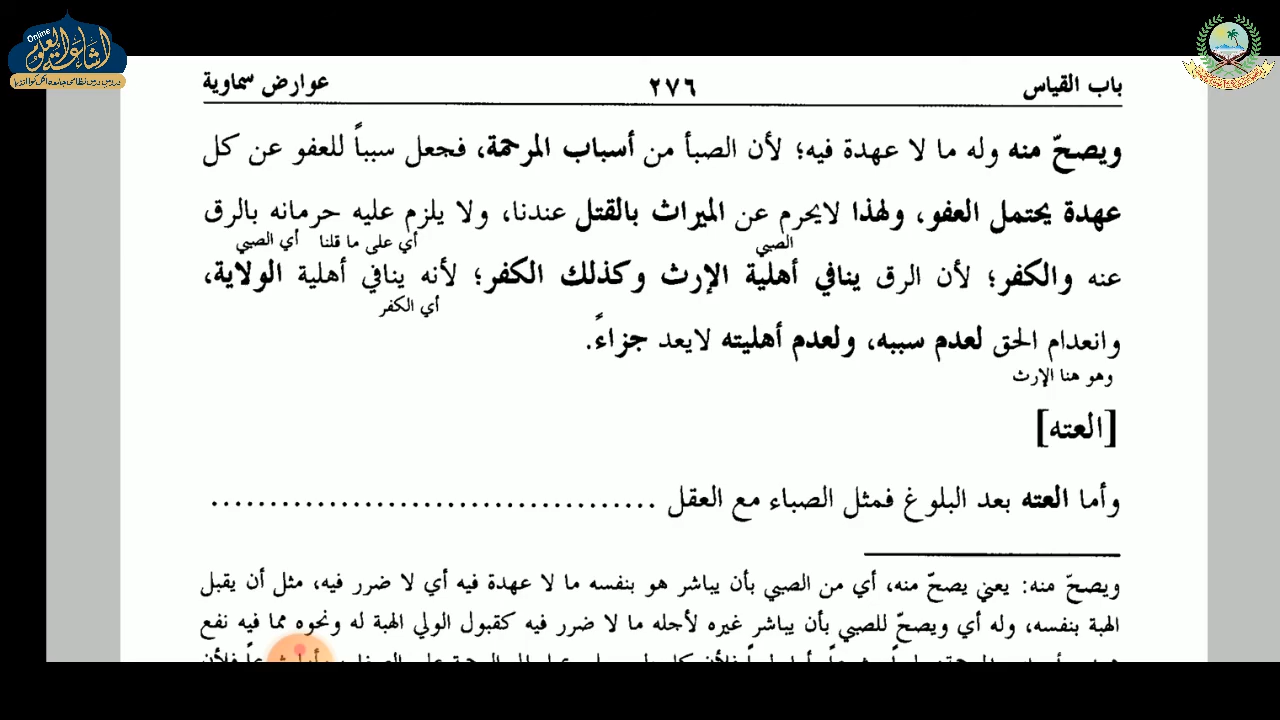 Online
اشاعۃ العلوم
باب القياس ٢٧٦ عوارض سماوية
ويصحّ منه وله ما لا عهدة فيه؛ لأن الصبأ من أسباب المرحمة، فجعل سبباً للعفو عن كل
عهدة يحتمل العفو، ولهذا لايحرم عن الميراث بالقتل عندنا، ولا يلزم عليه حرمانه بالرق
الصبي أي على ما قلنا أي الصبي
عنه والكفر؛ لأن الرق ينافي أهلية الإرث وكذلك الكفر؛ لأنه ينافي أهلية الولاية،
أي الكفر
وانعدام الحق لعدم سببه، ولعدم أهليته لايعد جزاءً.
وهو هنا الإرث
[العته]
وأما العته بعد البلوغ فمثل الصباء مع العقل .....................................
ويصحّ منه: يعني يصحّ منه، أي من الصبي بأن يباشر هو بنفسه ما لا عهدة فيه أي لا ضرر فيه، مثل أن يقبل
الهبة بنفسه، وله أي ويصحّ للصبي بأن يباشر غيره لأجله ما لا ضرر فيه كقبول الولي الهبة له ونحوه مما فيه نفع